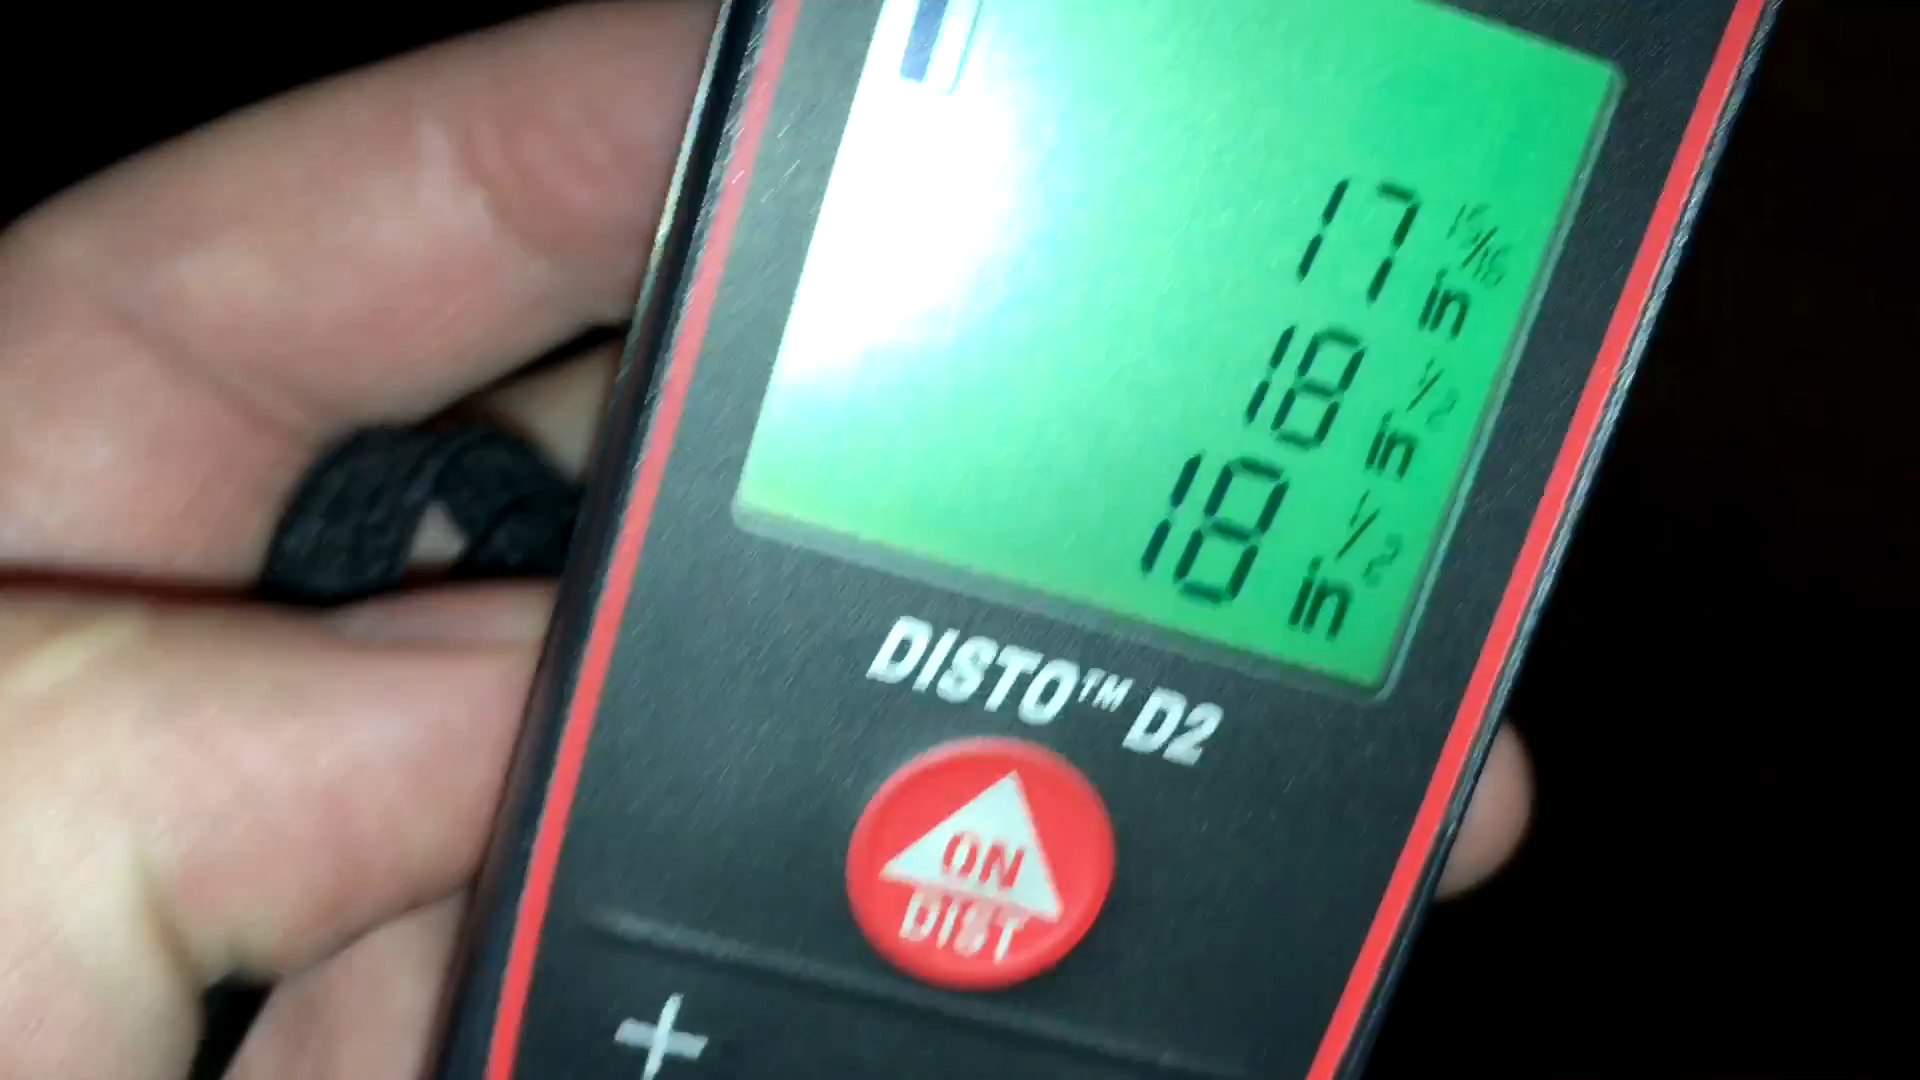 17 15/16 in
18 1/2 in
18 1/2 in
DISTO™ D2
ON
DIST
+